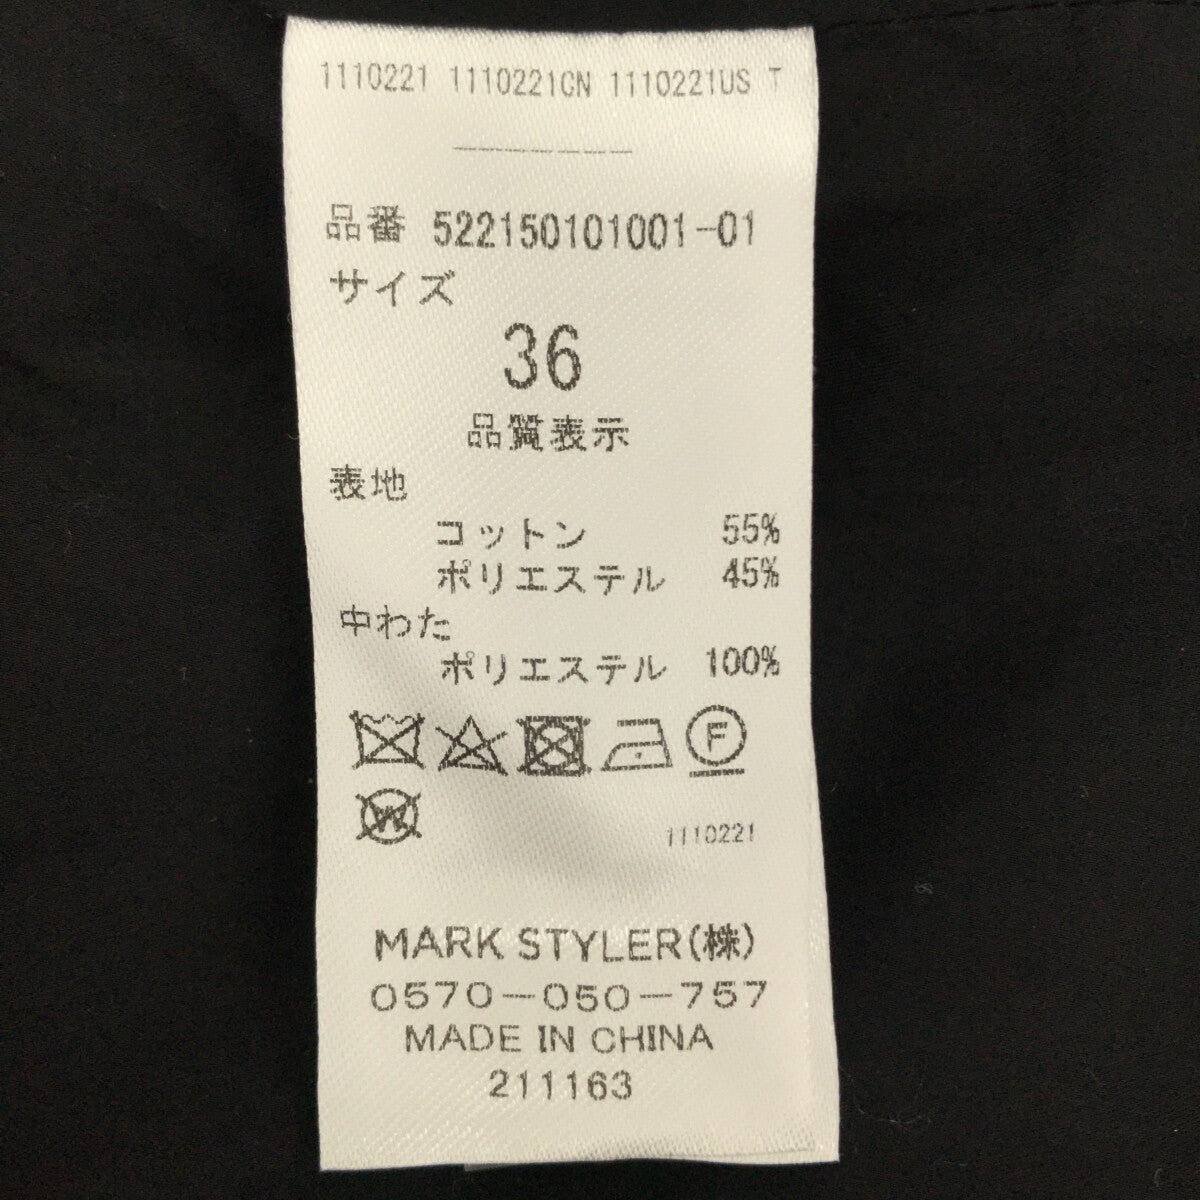 1110221 1110221CN 1110221US T
品番 522150101001-01
サイズ
36
品質表示
表地
コットン 55%
ポリエステル 45%
中わた
ポリエステル 100%
F
W
1110221
MARK STYLER(株)
0570-050-757
MADE IN CHINA
211163